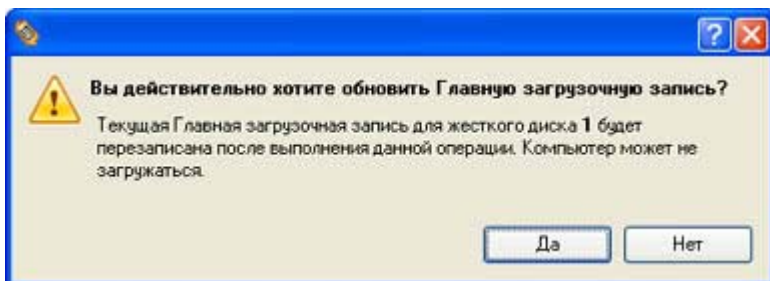 Вы действительно хотите обновить Главную загрузочную запись?
Текущая Главная загрузочная запись для жесткого диска 1 будет
перезаписана после выполнения данной операции. Компьютер может не
загружаться.
Да Нет